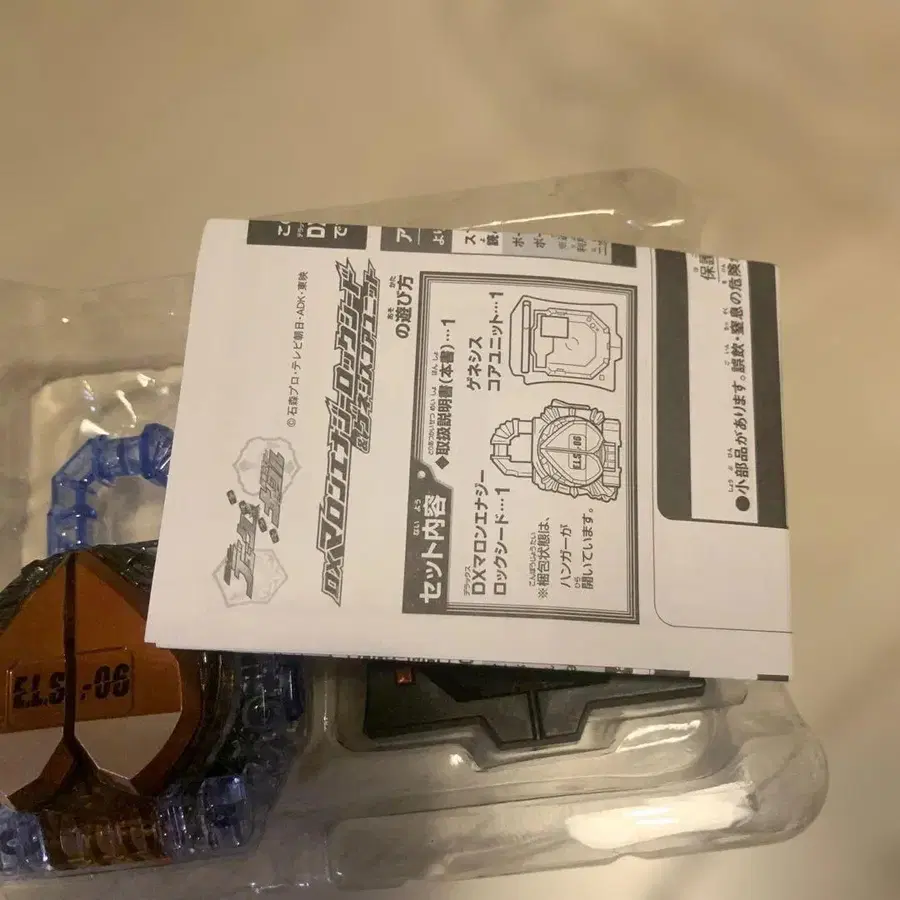 ©石森プロ・テレビ朝日・ADK・東映
DXマロンエナジーロックシード
&ゲネシスコアユニット
の遊び方
セット内容
◆取扱説明書(本書)…1
DXマロンエナジー
ロックシード…1
ゲネシス
コアユニット…1
※梱包状態は、
ハンガーが
開いています。
E.L.S.-06
●小部品があります。誤飲・窒息の危険
保護
E.L.S.-06